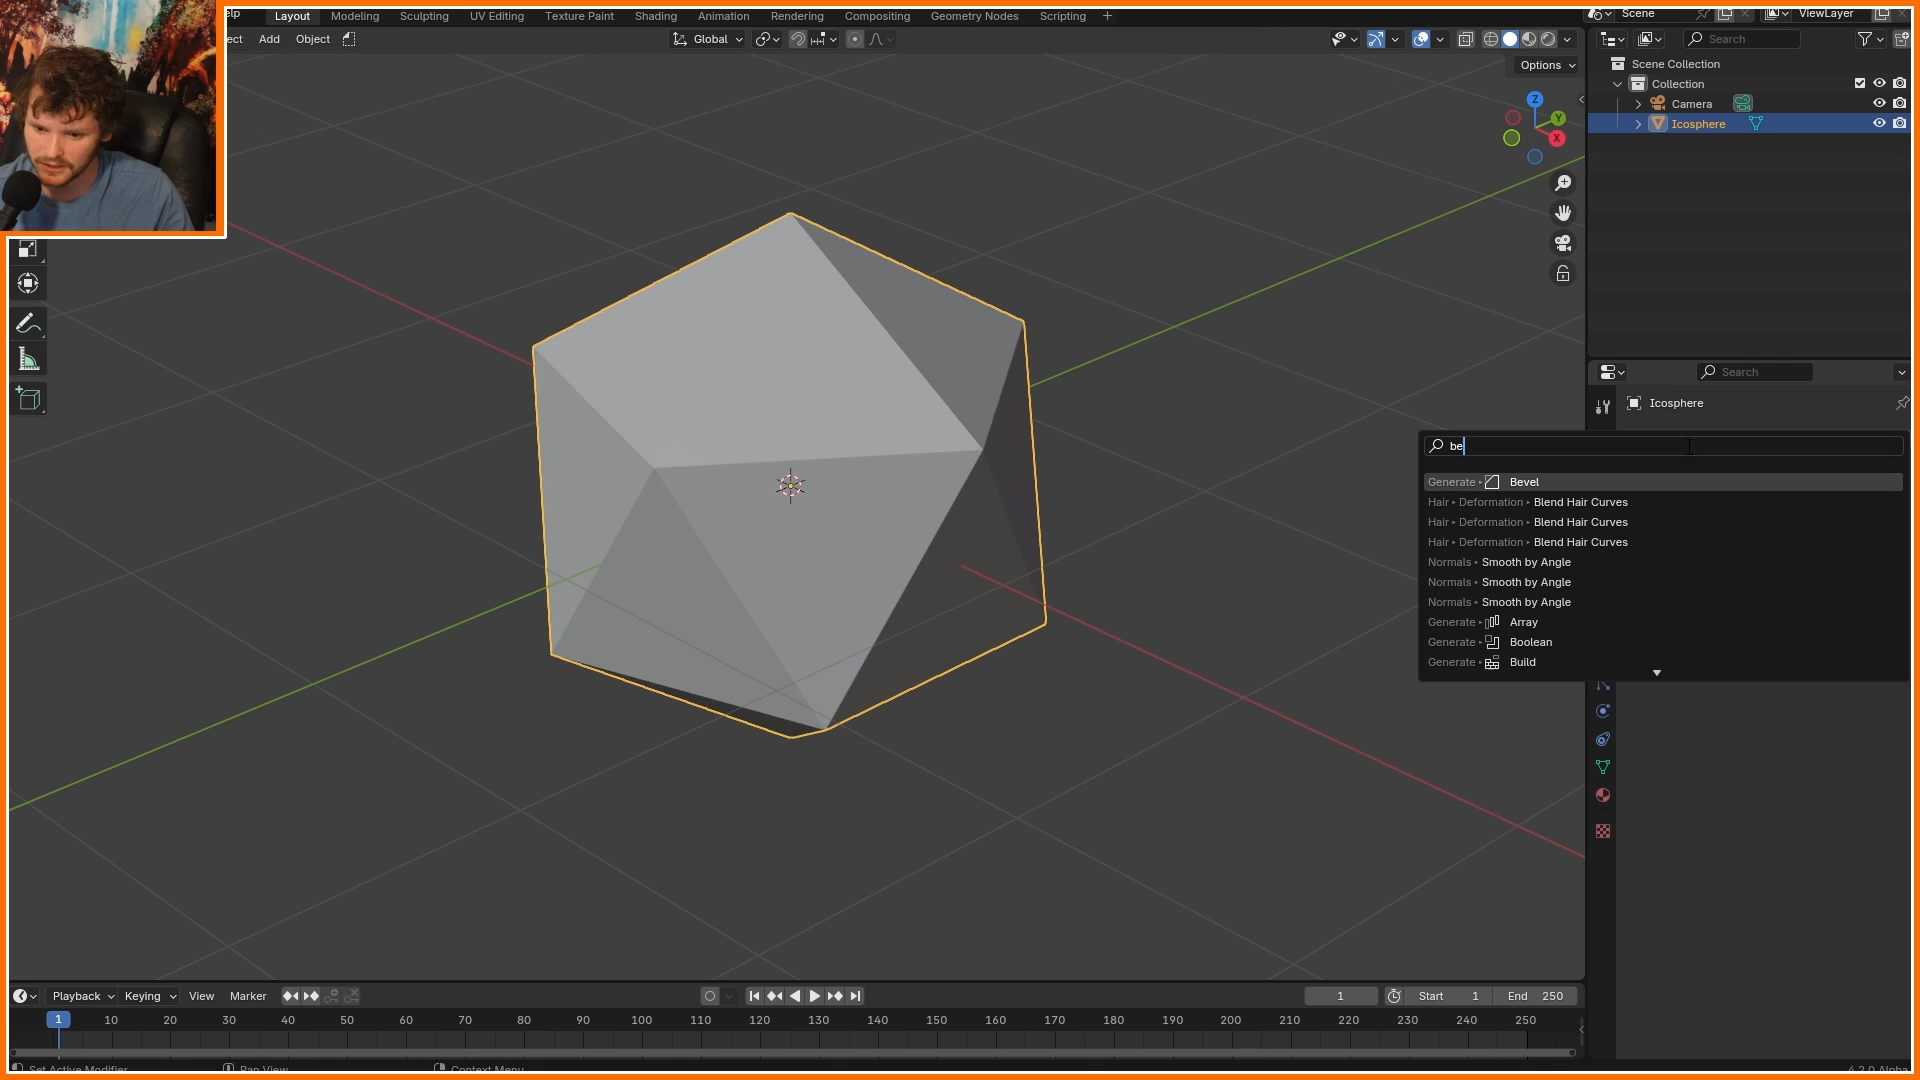 elp
Layout
Modeling
Sculpting
UV Editing
Texture Paint
Shading
Animation
Rendering
Compositing
Geometry Nodes
Scripting
+
Scene
ViewLayer
ect
Add
Object
Global
Search
Options
Scene Collection
Collection
Camera
Icosphere
Z
Y
X
Search
Icosphere
be
Generate Bevel
Hair Deformation Blend Hair Curves
Hair Deformation Blend Hair Curves
Hair Deformation Blend Hair Curves
Normals Smooth by Angle
Normals Smooth by Angle
Normals Smooth by Angle
Generate Array
Generate Boolean
Generate Build
Playback
Keying
View
Marker
1
Start 1
End 250
1 10 20 30 40 50 60 70 80 90 100 110 120 130 140 150 160 170 180 190 200 210 220 230 240 250
Set Active Modifier
Pan View
Context Menu
4.2.0 Alpha